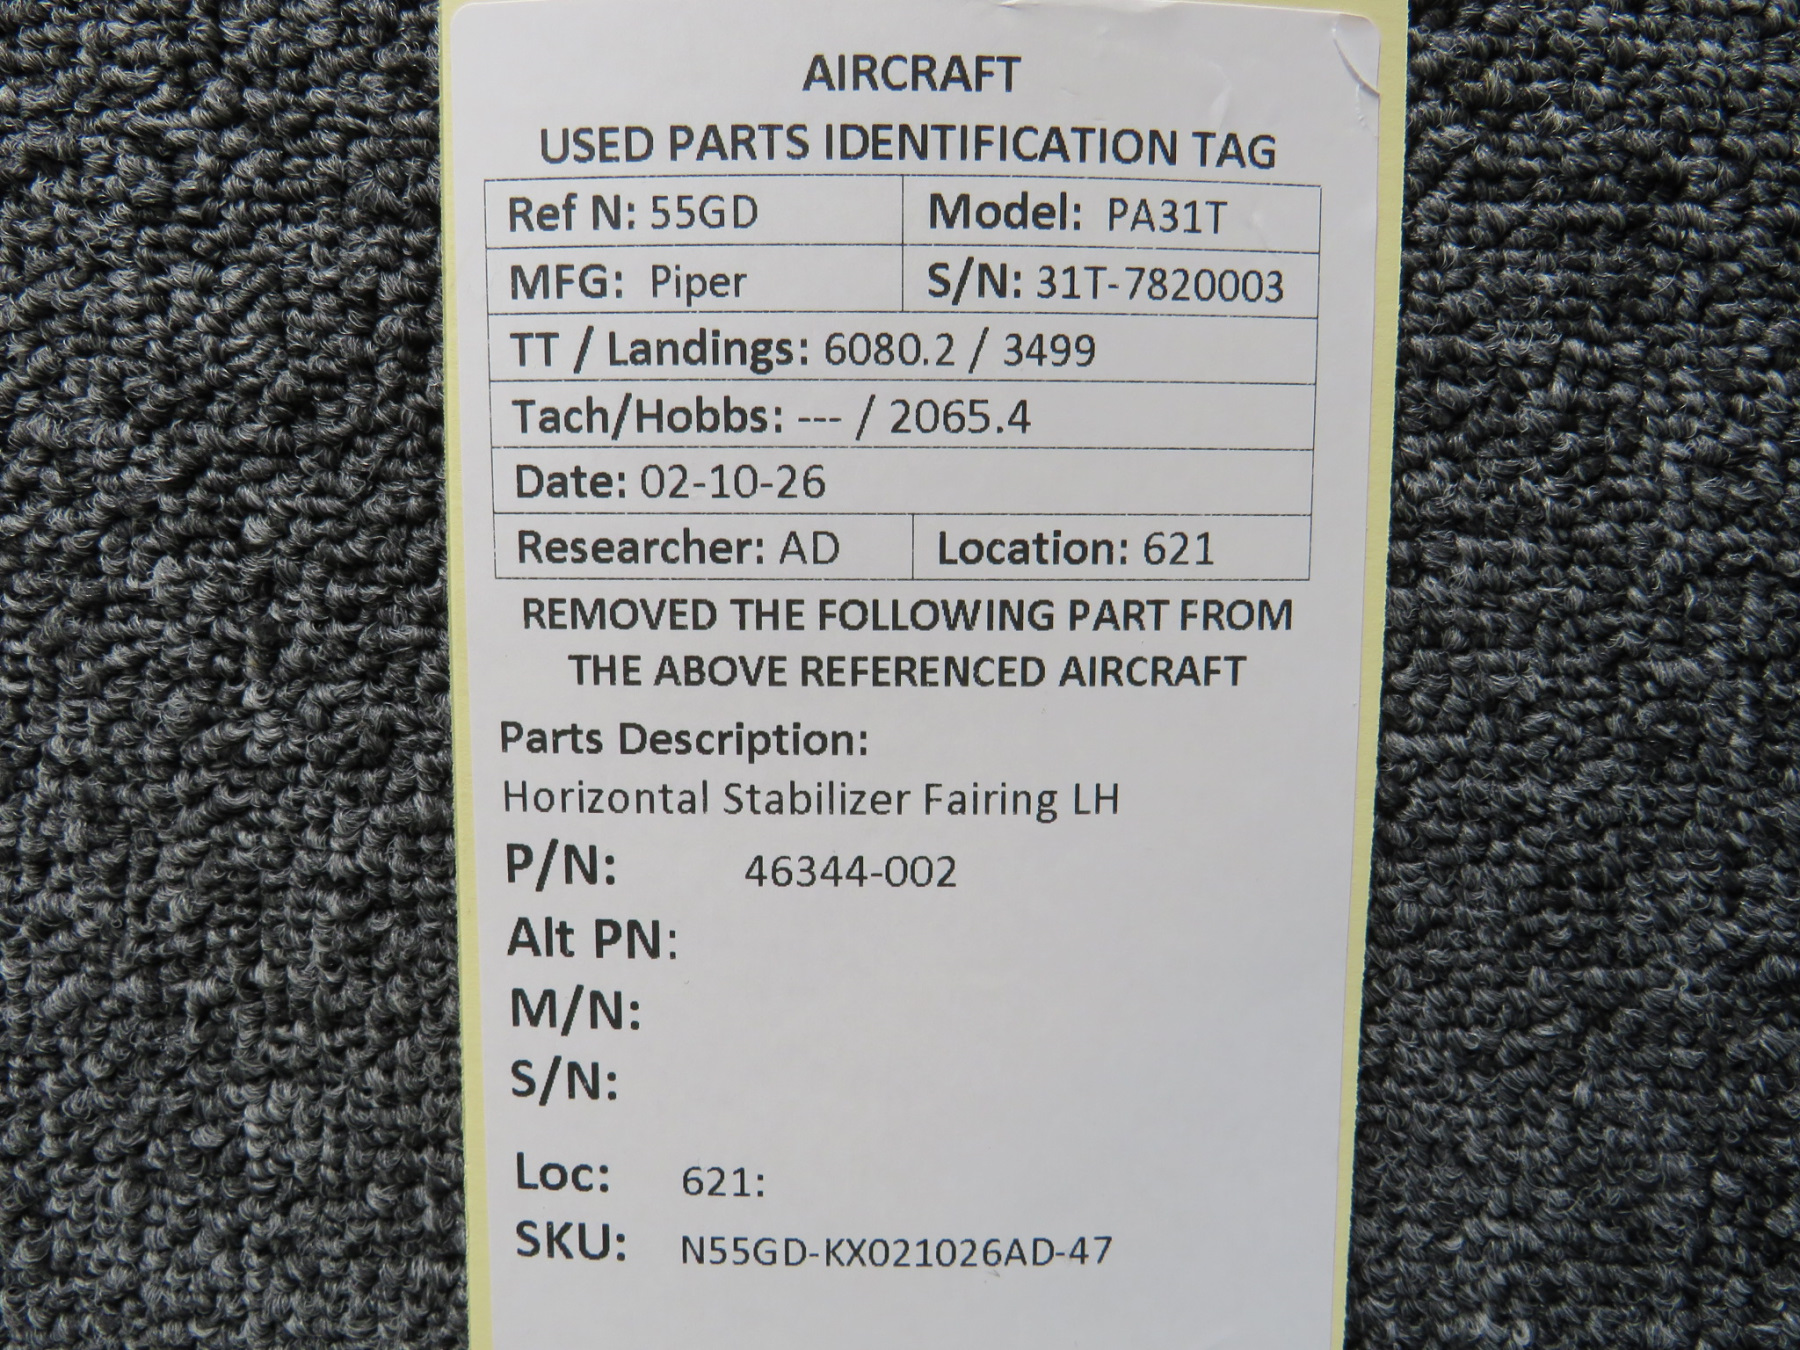 AIRCRAFT
USED PARTS IDENTIFICATION TAG
Ref N: 55GD Model: PA31T
MFG: Piper S/N: 31T-7820003
TT / Landings: 6080.2 / 3499
Tach/Hobbs: --- / 2065.4
Date: 02-10-26
Researcher: AD Location: 621
REMOVED THE FOLLOWING PART FROM
THE ABOVE REFERENCED AIRCRAFT
Parts Description:
Horizontal Stabilizer Fairing LH
P/N: 46344-002
Alt PN:
M/N:
S/N:
Loc: 621:
SKU: N55GD-KX021026AD-47